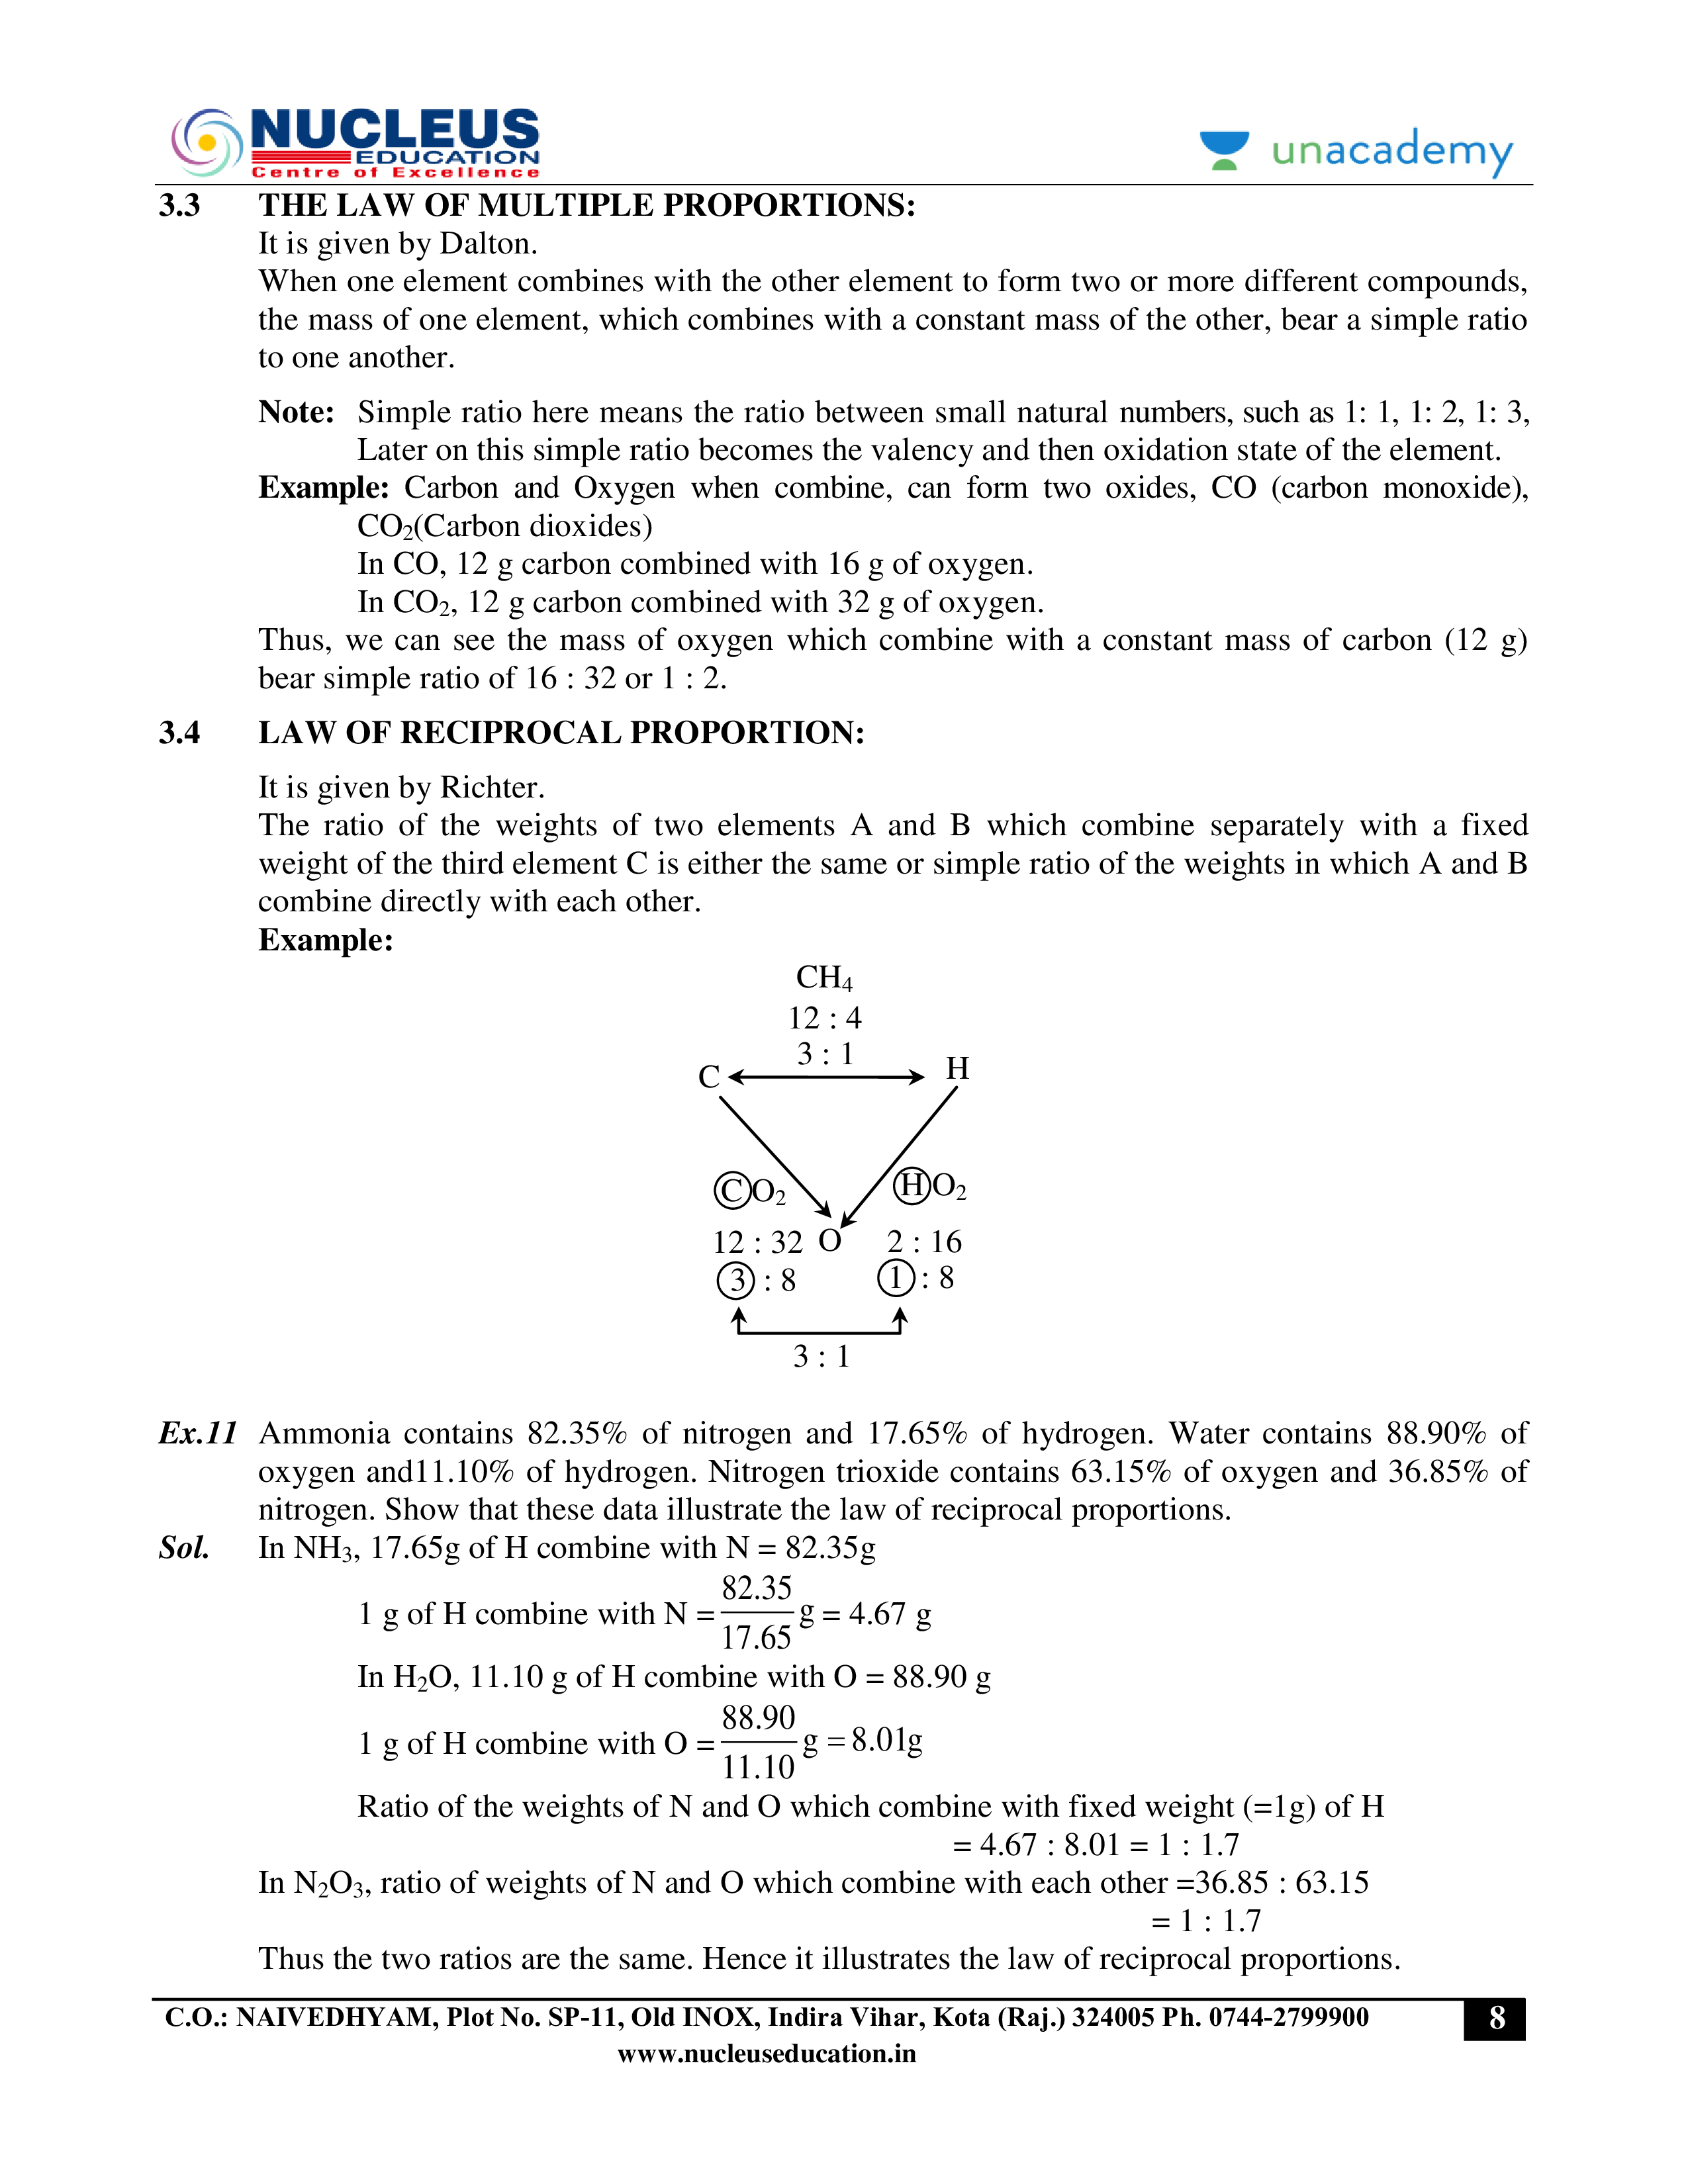 NUCLEUS
EDUCATION
Centre of Excellence
unacademy
3.3 THE LAW OF MULTIPLE PROPORTIONS:
It is given by Dalton.
When one element combines with the other element to form two or more different compounds,
the mass of one element, which combines with a constant mass of the other, bear a simple ratio
to one another.
Note: Simple ratio here means the ratio between small natural numbers, such as 1: 1, 1: 2, 1: 3,
Later on this simple ratio becomes the valency and then oxidation state of the element.
Example: Carbon and Oxygen when combine, can form two oxides, CO (carbon monoxide),
CO₂(Carbon dioxides)
In CO, 12 g carbon combined with 16 g of oxygen.
In CO₂, 12 g carbon combined with 32 g of oxygen.
Thus, we can see the mass of oxygen which combine with a constant mass of carbon (12 g)
bear simple ratio of 16 : 32 or 1 : 2.
3.4 LAW OF RECIPROCAL PROPORTION:
It is given by Richter.
The ratio of the weights of two elements A and B which combine separately with a fixed
weight of the third element C is either the same or simple ratio of the weights in which A and B
combine directly with each other.
Example:
CH₄
12 : 4
3 : 1
C H
CO₂ HO₂
12 : 32 O 2 : 16
3 : 8 1 : 8
3 : 1
Ex.11 Ammonia contains 82.35% of nitrogen and 17.65% of hydrogen. Water contains 88.90% of
oxygen and11.10% of hydrogen. Nitrogen trioxide contains 63.15% of oxygen and 36.85% of
nitrogen. Show that these data illustrate the law of reciprocal proportions.
Sol. In NH₃, 17.65g of H combine with N = 82.35g
1 g of H combine with N = 82.35/17.65 g = 4.67 g
In H₂O, 11.10 g of H combine with O = 88.90 g
1 g of H combine with O = 88.90/11.10 g = 8.01g
Ratio of the weights of N and O which combine with fixed weight (=1g) of H
= 4.67 : 8.01 = 1 : 1.7
In N₂O₃, ratio of weights of N and O which combine with each other =36.85 : 63.15
= 1 : 1.7
Thus the two ratios are the same. Hence it illustrates the law of reciprocal proportions.
C.O.: NAIVEDHYAM, Plot No. SP-11, Old INOX, Indira Vihar, Kota (Raj.) 324005 Ph. 0744-2799900 8
www.nucleuseducation.in